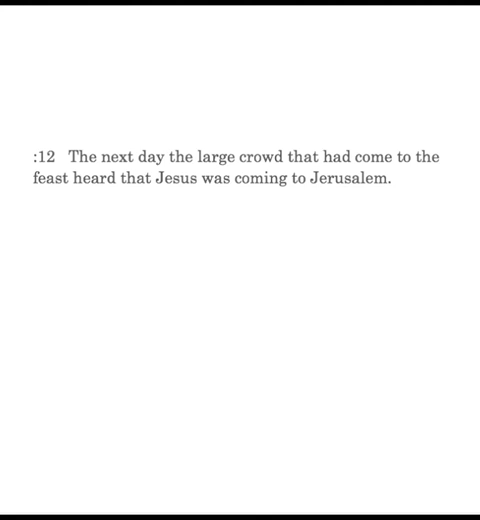 :12 The next day the large crowd that had come to the
feast heard that Jesus was coming to Jerusalem.